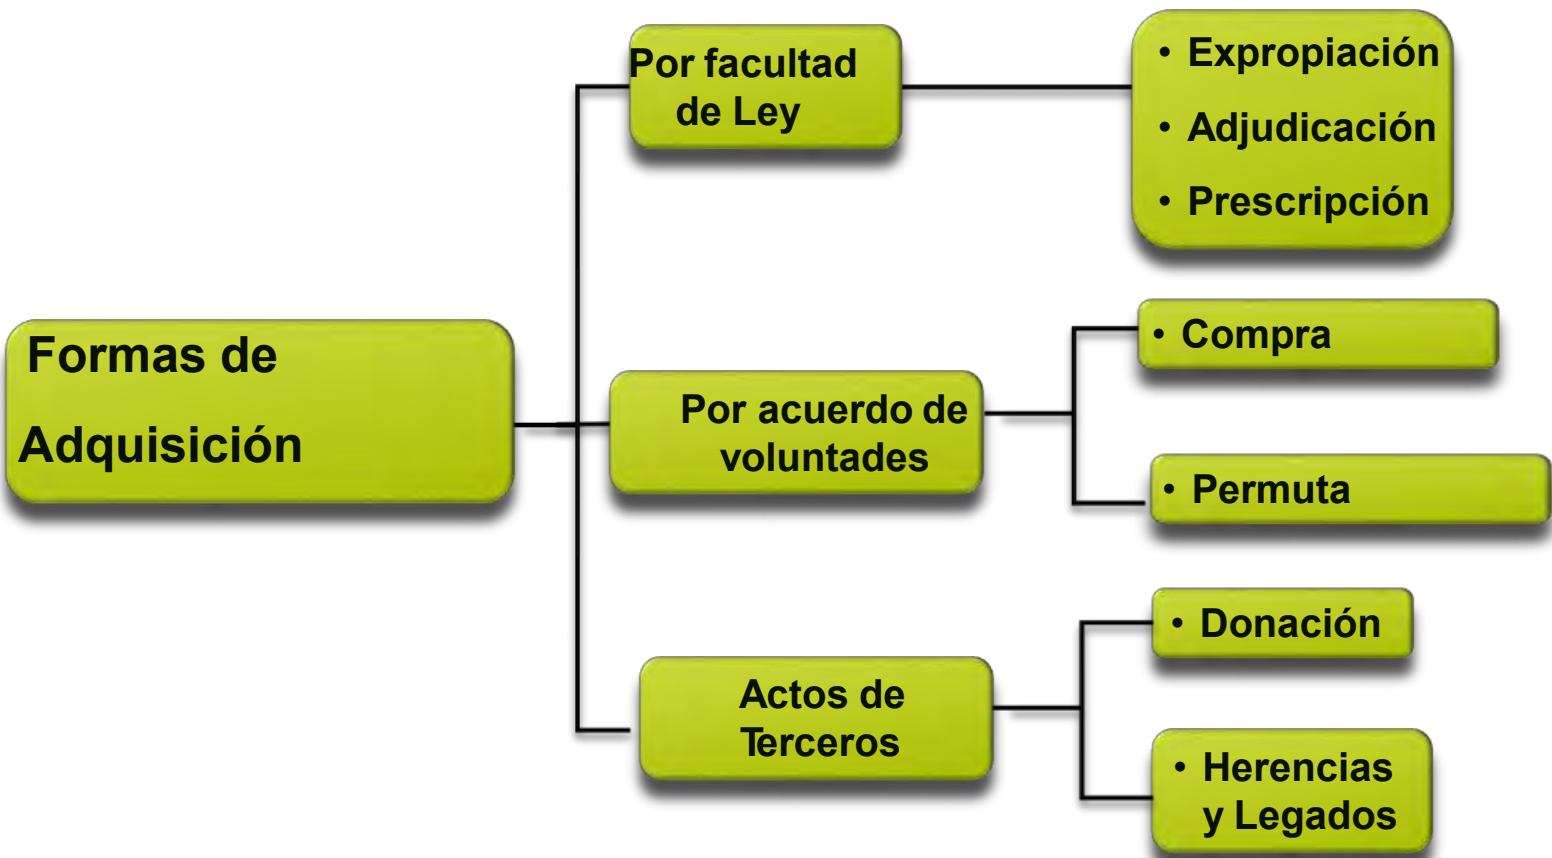 Formas de
Adquisición
Por facultad
de Ley
• Expropiación
• Adjudicación
• Prescripción
Por acuerdo de
voluntades
• Compra
• Permuta
Actos de
Terceros
• Donación
• Herencias
y Legados